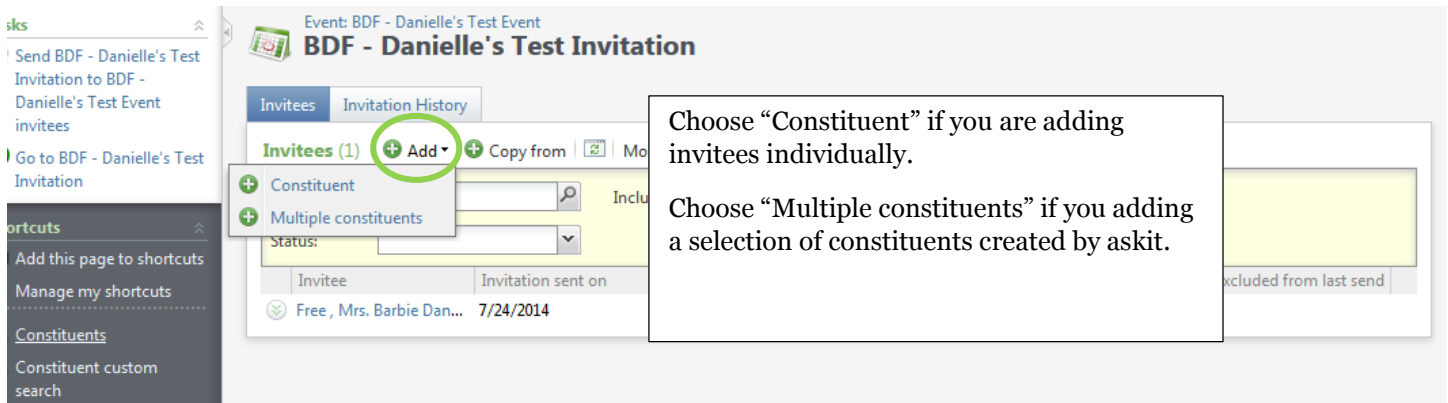 sks
Send BDF - Danielle's Test
Invitation to BDF -
Danielle's Test Event
invitees
Go to BDF - Danielle's Test
Invitation
ortcuts
Add this page to shortcuts
Manage my shortcuts
Constituents
Constituent custom
search
Event: BDF - Danielle's Test Event
BDF - Danielle's Test Invitation
Invitees Invitation History
Invitees (1) Add Copy from Mo
Constituent
Multiple constituents
Inclu
Status:
Invitee Invitation sent on xcluded from last send
Free , Mrs. Barbie Dan... 7/24/2014
Choose “Constituent” if you are adding
invitees individually.
Choose “Multiple constituents” if you adding
a selection of constituents created by askit.